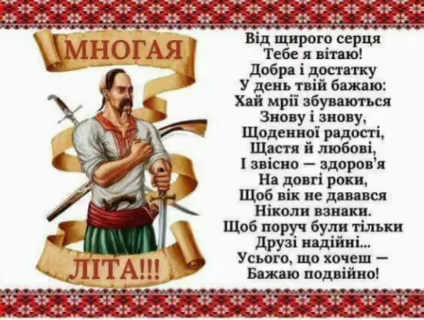 МНОГАЯ
ЛІТА!!!
Від щирого серця
Тебе я вітаю!
Добра і достатку
У день твій бажаю:
Хай мрії збуваються
Знову і знову,
Щоденної радості,
Щастя й любові,
І звісно — здоров'я
На довгі роки,
Щоб вік не давався
Ніколи взнаки.
Щоб поруч були тільки
Друзі надійні...
Усього, що хочеш —
Бажаю подвійно!